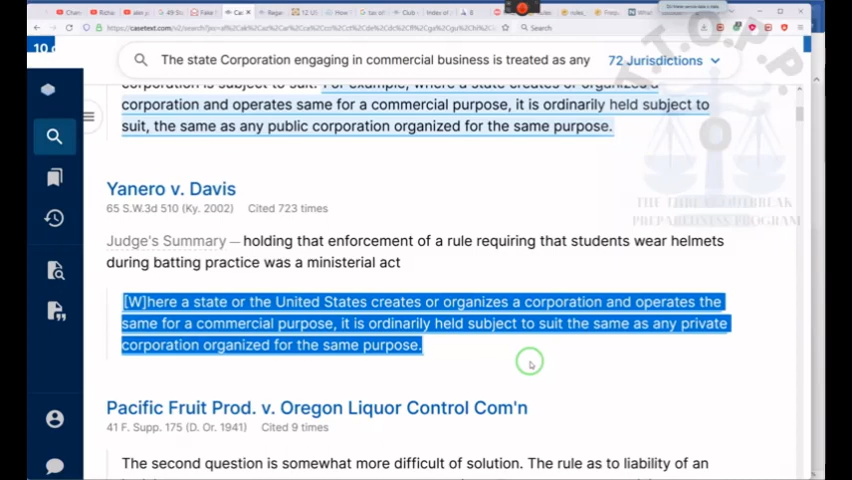 Search
10
The state Corporation engaging in commercial business is treated as any
72 Jurisdictions
corporation is subject to suit. For example, where a state creates or organizes a
corporation and operates same for a commercial purpose, it is ordinarily held subject to
suit, the same as any public corporation organized for the same purpose.
T.T.O.P.P.
O
THE THREAT OUTBREAK
PREPAREDNESS PROGRAM
Yanero v. Davis
65 S.W.3d 510 (Ky. 2002) Cited 723 times
Judge's Summary — holding that enforcement of a rule requiring that students wear helmets
during batting practice was a ministerial act
[W]here a state or the United States creates or organizes a corporation and operates the
same for a commercial purpose, it is ordinarily held subject to suit the same as any private
corporation organized for the same purpose.
Pacific Fruit Prod. v. Oregon Liquor Control Com'n
41 F. Supp. 175 (D. Or. 1941) Cited 9 times
The second question is somewhat more difficult of solution. The rule as to liability of an